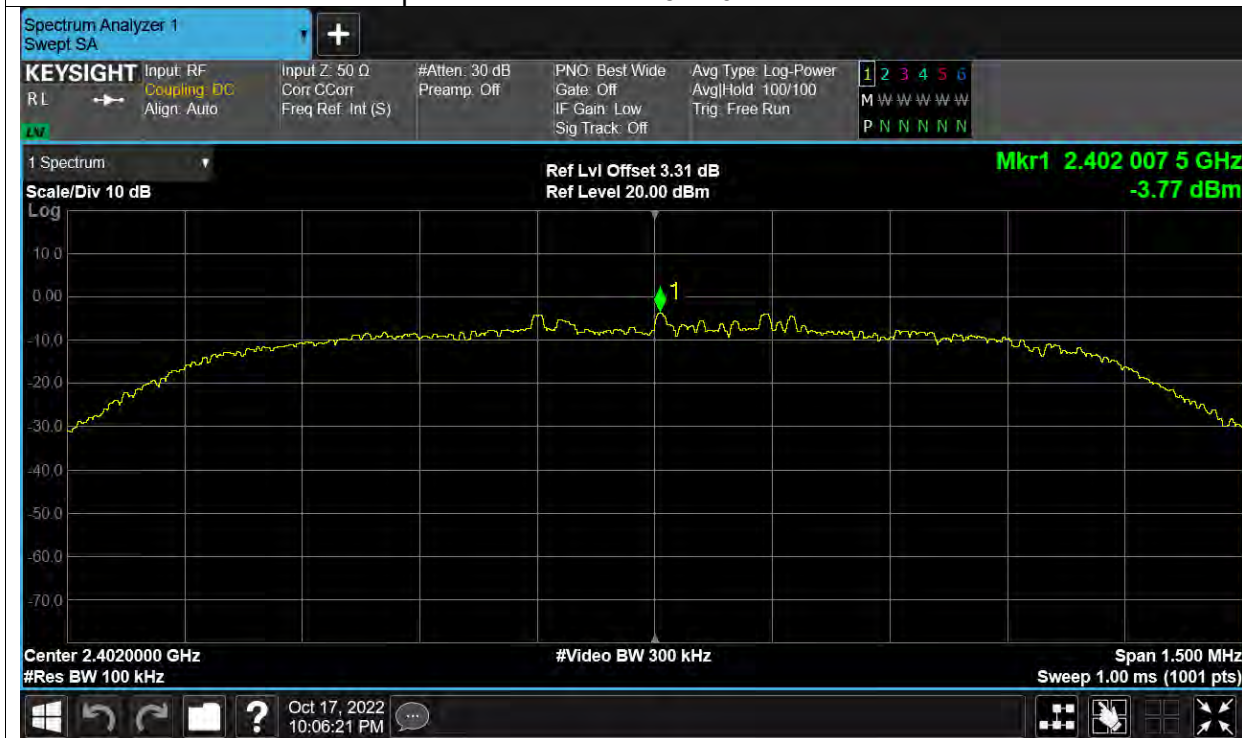 Spectrum Analyzer 1
Swept SA
+
KEYSIGHT
RL
Input: RF
Coupling: DC
Align: Auto
Input Z: 50 Ω
Corr CCorr
Freq Ref: Int (S)
#Atten: 30 dB
Preamp: Off
PNO: Best Wide
Gate: Off
IF Gain: Low
Sig Track: Off
Avg Type: Log-Power
Avg|Hold: 100/100
Trig: Free Run
1 2 3 4 5 6
M W W W W W
P N N N N N
1 Spectrum
Scale/Div 10 dB
Ref Lvl Offset 3.31 dB
Ref Level 20.00 dBm
Mkr1 2.402 007 5 GHz
-3.77 dBm
Log
10.0
0.00
-10.0
-20.0
-30.0
-40.0
-50.0
-60.0
-70.0
1
Center 2.4020000 GHz
#Res BW 100 kHz
#Video BW 300 kHz
Span 1.500 MHz
Sweep 1.00 ms (1001 pts)
?
Oct 17, 2022
10:06:21 PM